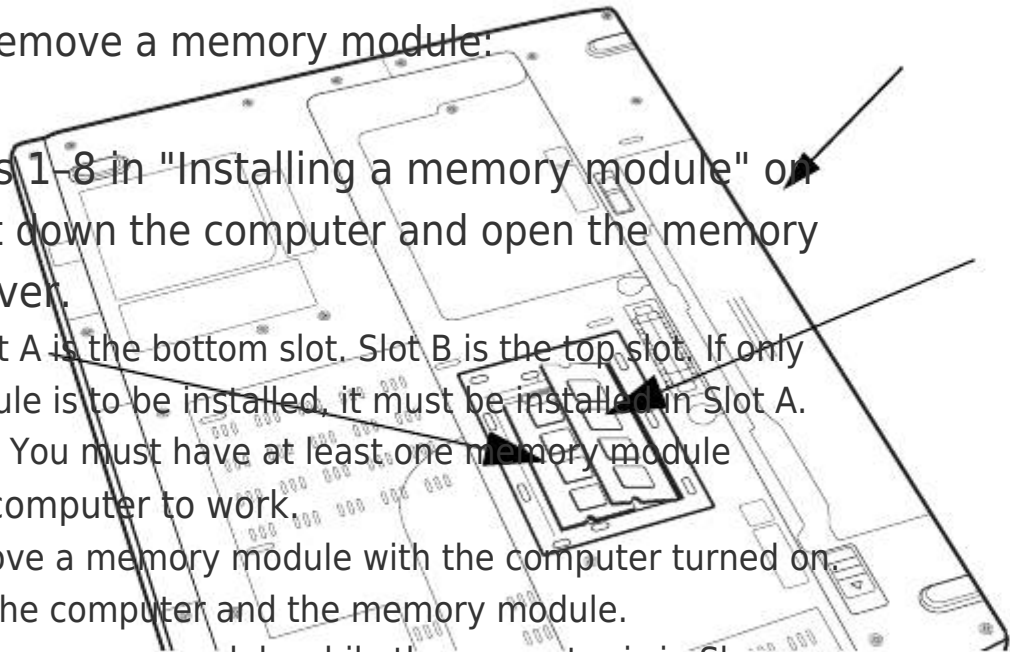 emove a memory module:
s 1–8 in "Installing a memory module" on
t down the computer and open the memory
ver.
t A is the bottom slot. Slot B is the top slot. If only
ule is to be installed, it must be installed in Slot A.
You must have at least one memory module
computer to work.
ove a memory module with the computer turned on.
he computer and the memory module.